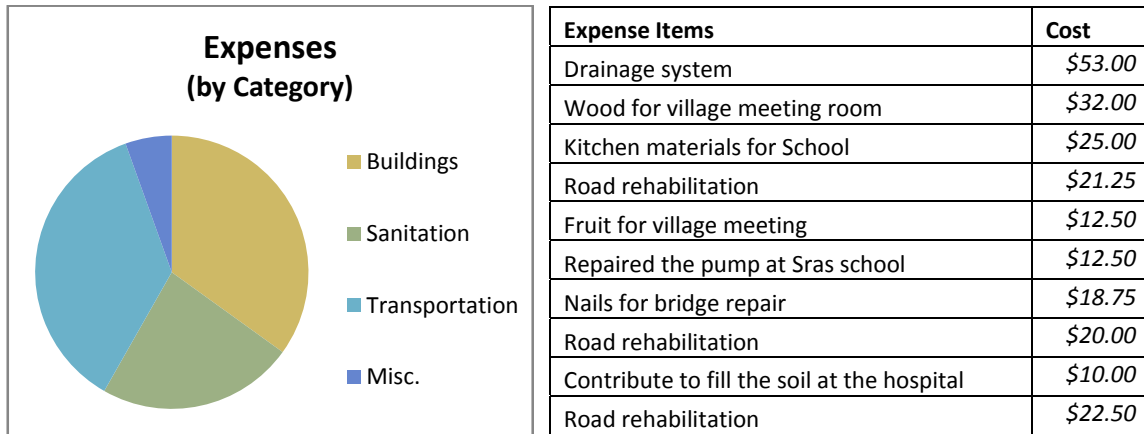 Expenses
(by Category)
Buildings
Sanitation
Transportation
Misc.
Expense Items Cost
Drainage system $53.00
Wood for village meeting room $32.00
Kitchen materials for School $25.00
Road rehabilitation $21.25
Fruit for village meeting $12.50
Repaired the pump at Sras school $12.50
Nails for bridge repair $18.75
Road rehabilitation $20.00
Contribute to fill the soil at the hospital $10.00
Road rehabilitation $22.50